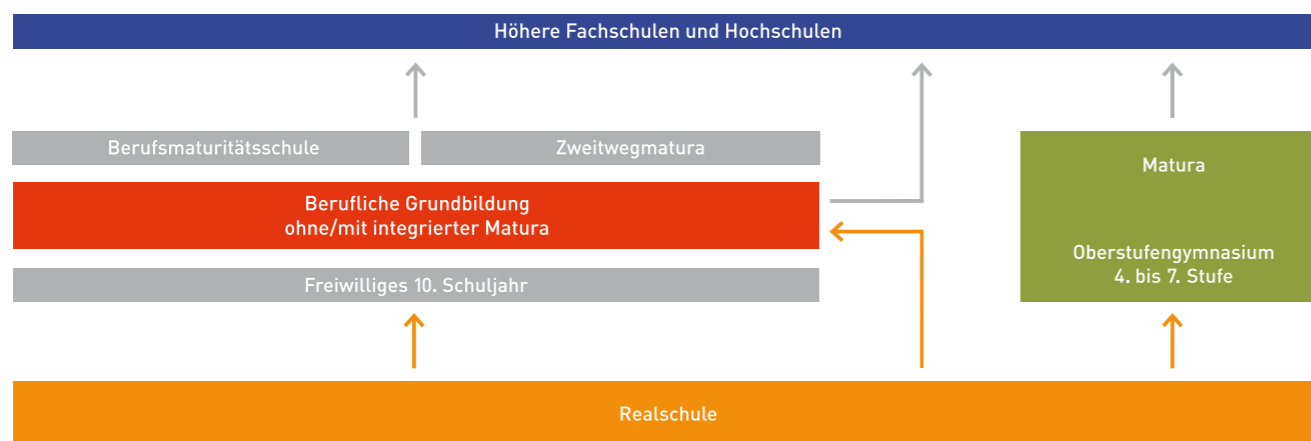 Höhere Fachschulen und Hochschulen
Berufsmaturitätsschule
Zweitwegmatura
Matura
Berufliche Grundbildung
ohne/mit integrierter Matura
Oberstufengymnasium
4. bis 7. Stufe
Freiwilliges 10. Schuljahr
Realschule